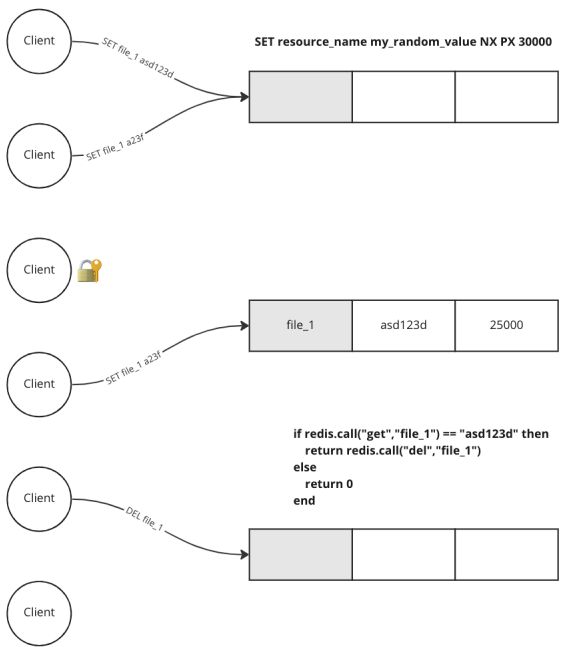 Client
SET file_1 asd123d
SET resource_name my_random_value NX PX 30000
Client
SET file_1 a23f
Client
file_1
asd123d
25000
Client
SET file_1 a23f
if redis.call("get","file_1") == "asd123d" then
return redis.call("del","file_1")
else
return 0
end
Client
DEL file_1
Client